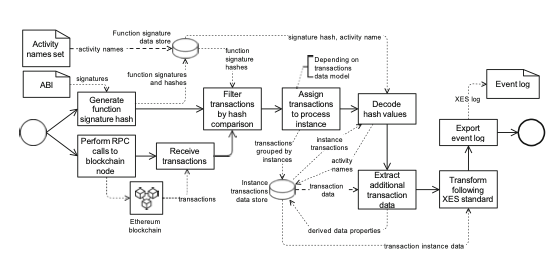 Activity
names set
activity names
Function signature
data store
signature hash, activity name
ABI
signatures
function signatures
and hashes
function
signature
hashes
Depending on
transactions
data model
Event log
XES log
Generate
function
signature hash
Filter
transactions
by hash
comparison
Assign
transactions
to process
instance
Decode
hash values
Export
event log
Perform RPC
calls to
blockchain
node
Receive
transactions
transactions
grouped by
instances
instance
transactions
activity
names
transactions
Ethereum
blockchain
Instance
transactions
data store
transaction
data
Extract
additional
transaction
data
Transform
following
XES standard
derived data properties
transaction instance data